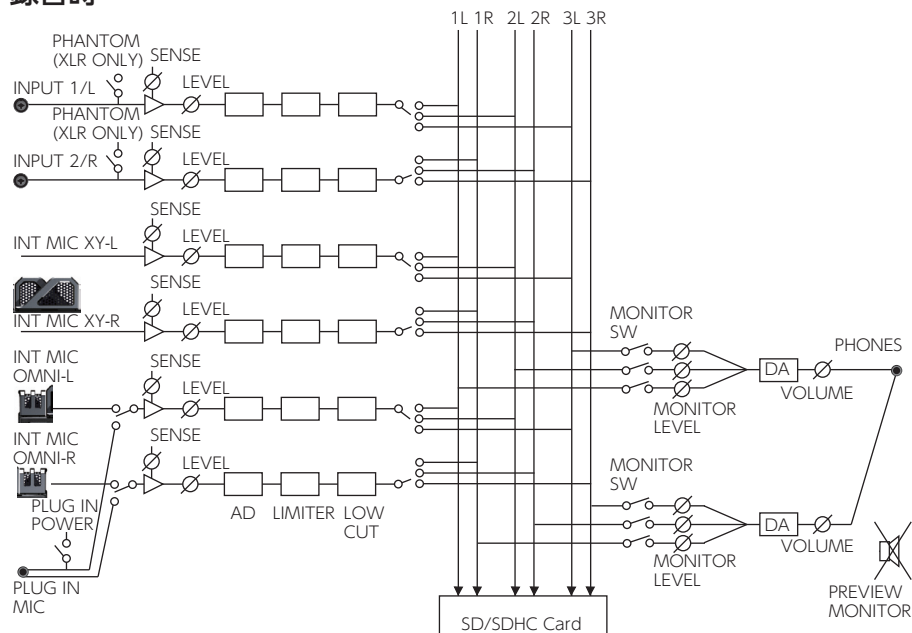 1L 1R 2L 2R 3L 3R
PHANTOM
(XLR ONLY)
SENSE
LEVEL
INPUT 1/L
PHANTOM
(XLR ONLY)
SENSE
LEVEL
INPUT 2/R
SENSE
LEVEL
INT MIC XY-L
SENSE
LEVEL
INT MIC XY-R
INT MIC
OMNI-L
SENSE
LEVEL
INT MIC
OMNI-R
SENSE
LEVEL
PLUG IN
POWER
PLUG IN
MIC
AD
LIMITER
LOW
CUT
MONITOR
SW
MONITOR
LEVEL
DA
VOLUME
PHONES
MONITOR
SW
MONITOR
LEVEL
DA
VOLUME
PREVIEW
MONITOR
SD/SDHC Card